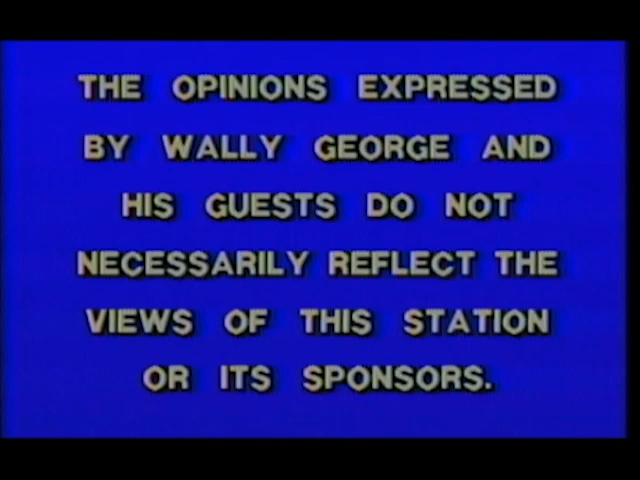 THE OPINIONS EXPRESSED
BY WALLY GEORGE AND
HIS GUESTS DO NOT
NECESSARILY REFLECT THE
VIEWS OF THIS STATION
OR ITS SPONSORS.